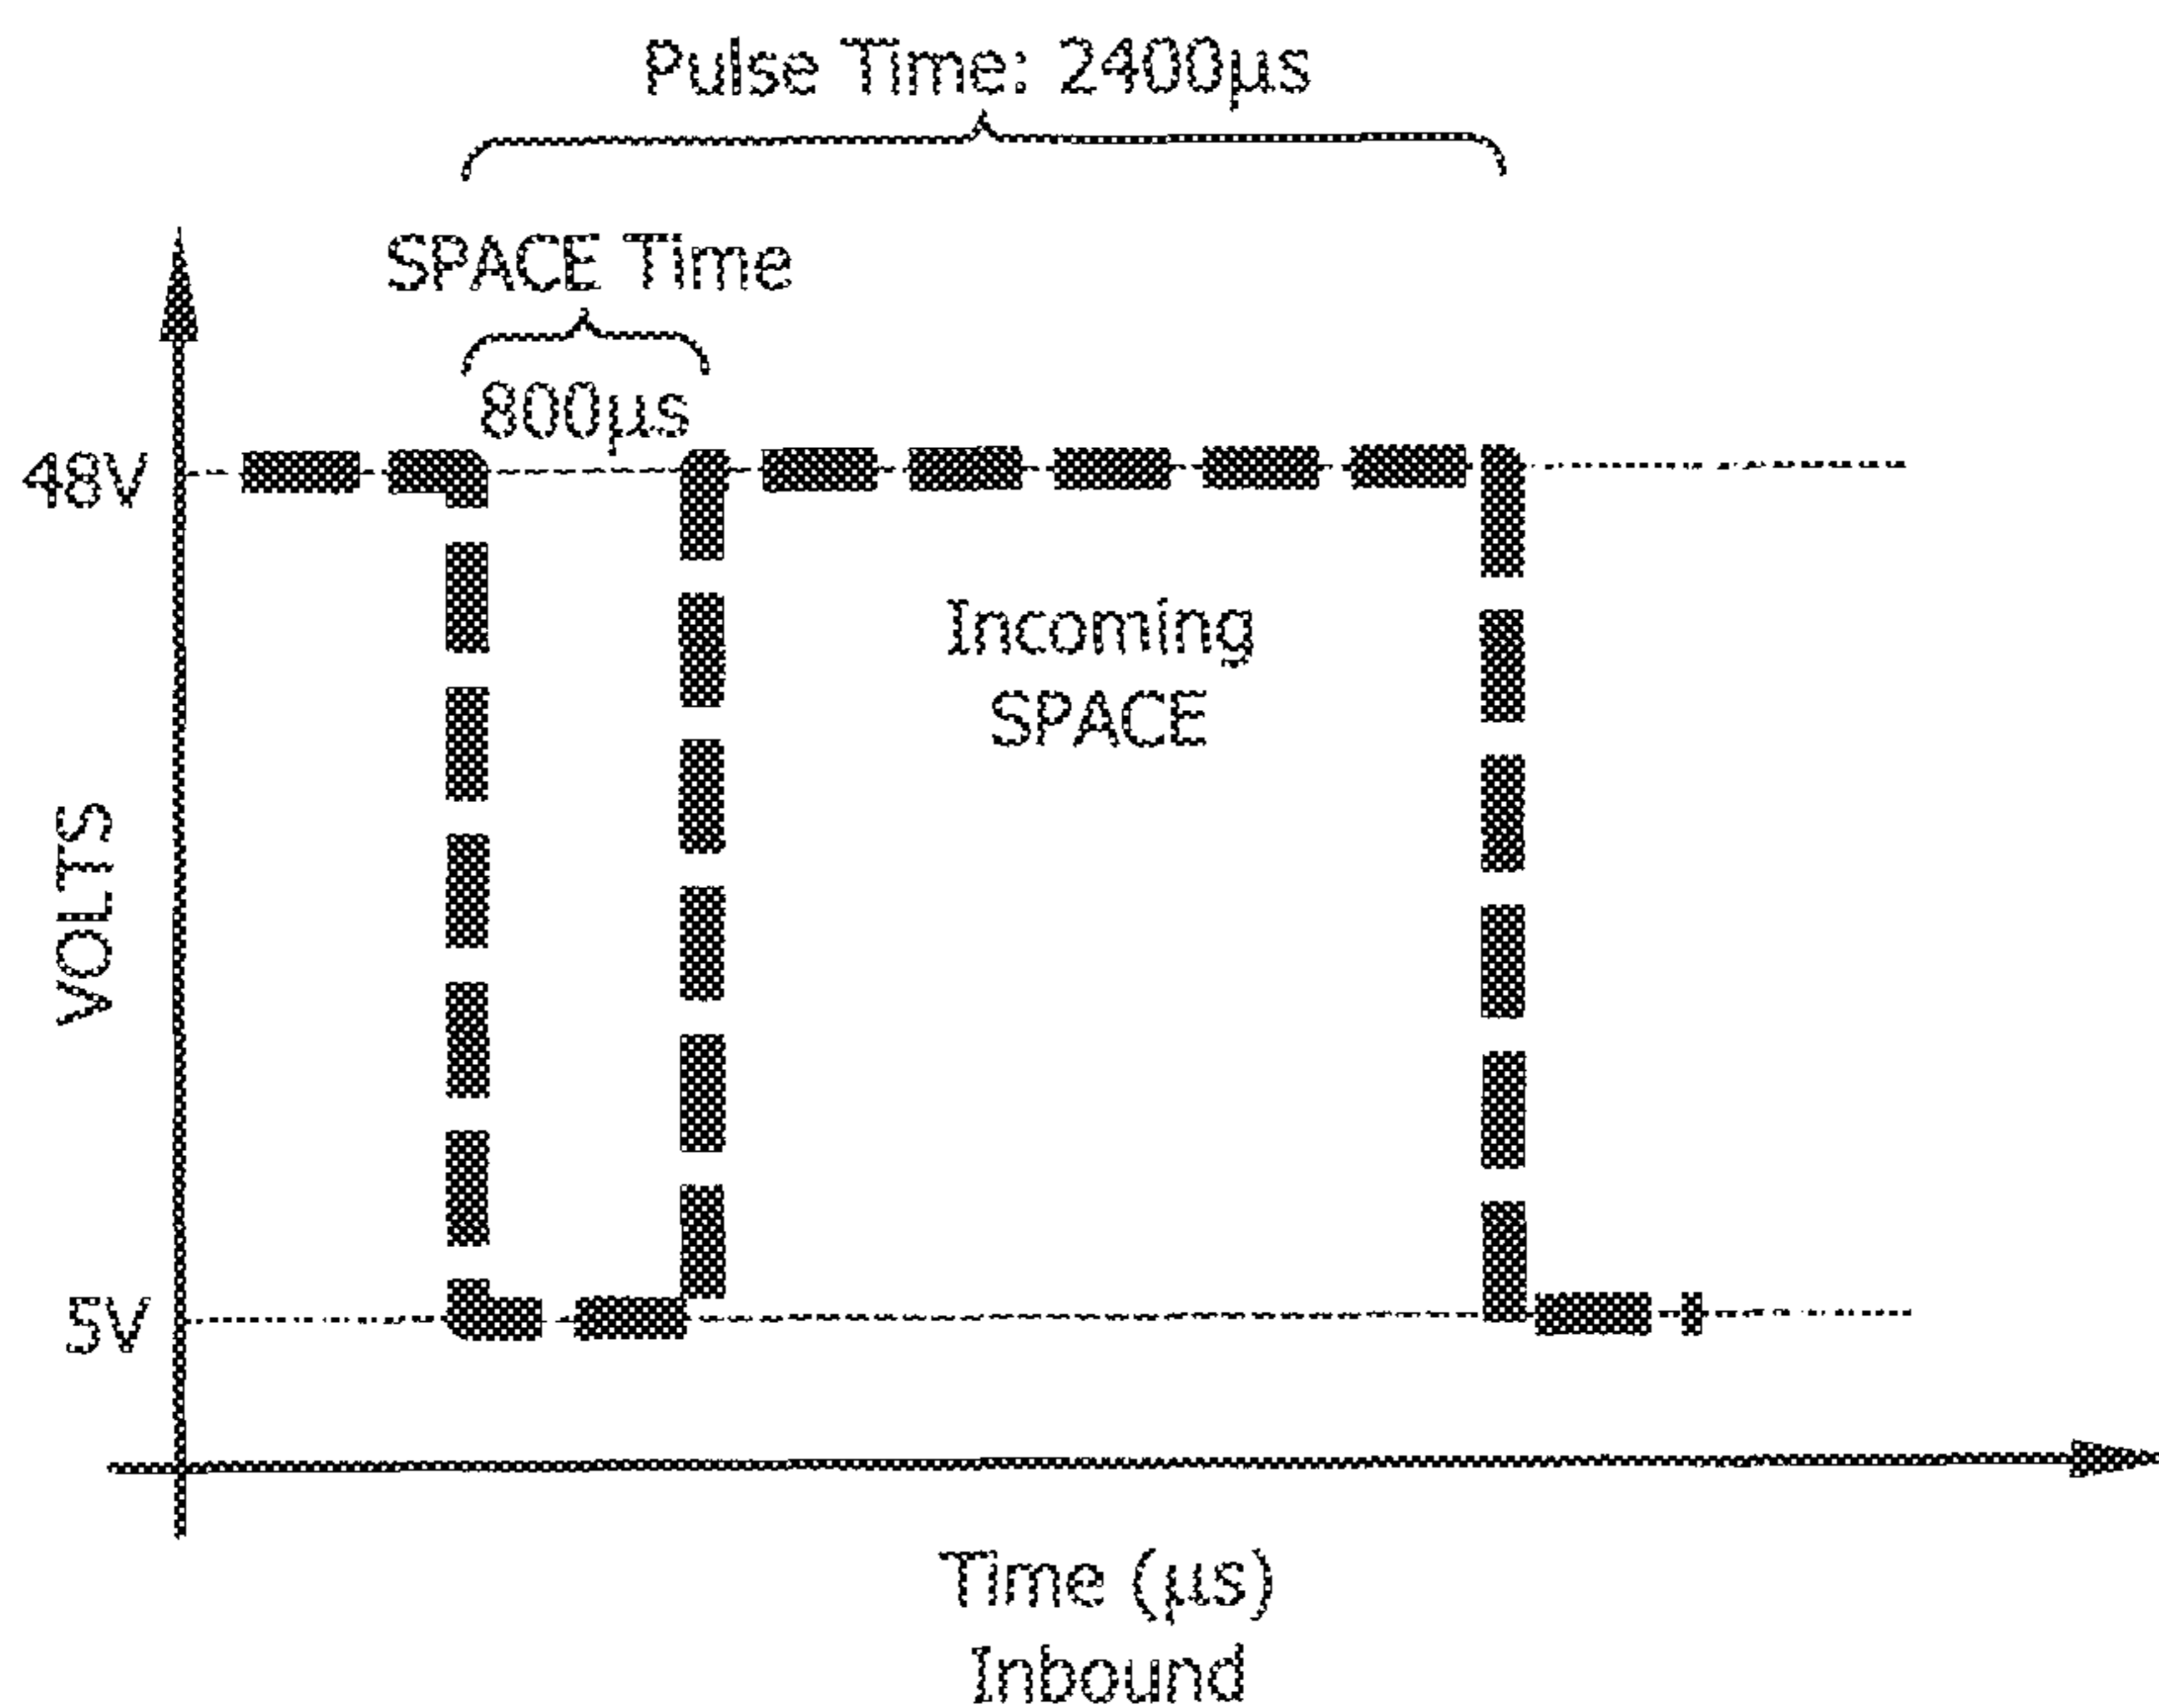 Pulse Time: 2400µs
SPACE Time
800µs
48V
Incoming
SPACE
VOLTS
5V
Time (µs)
Inbound